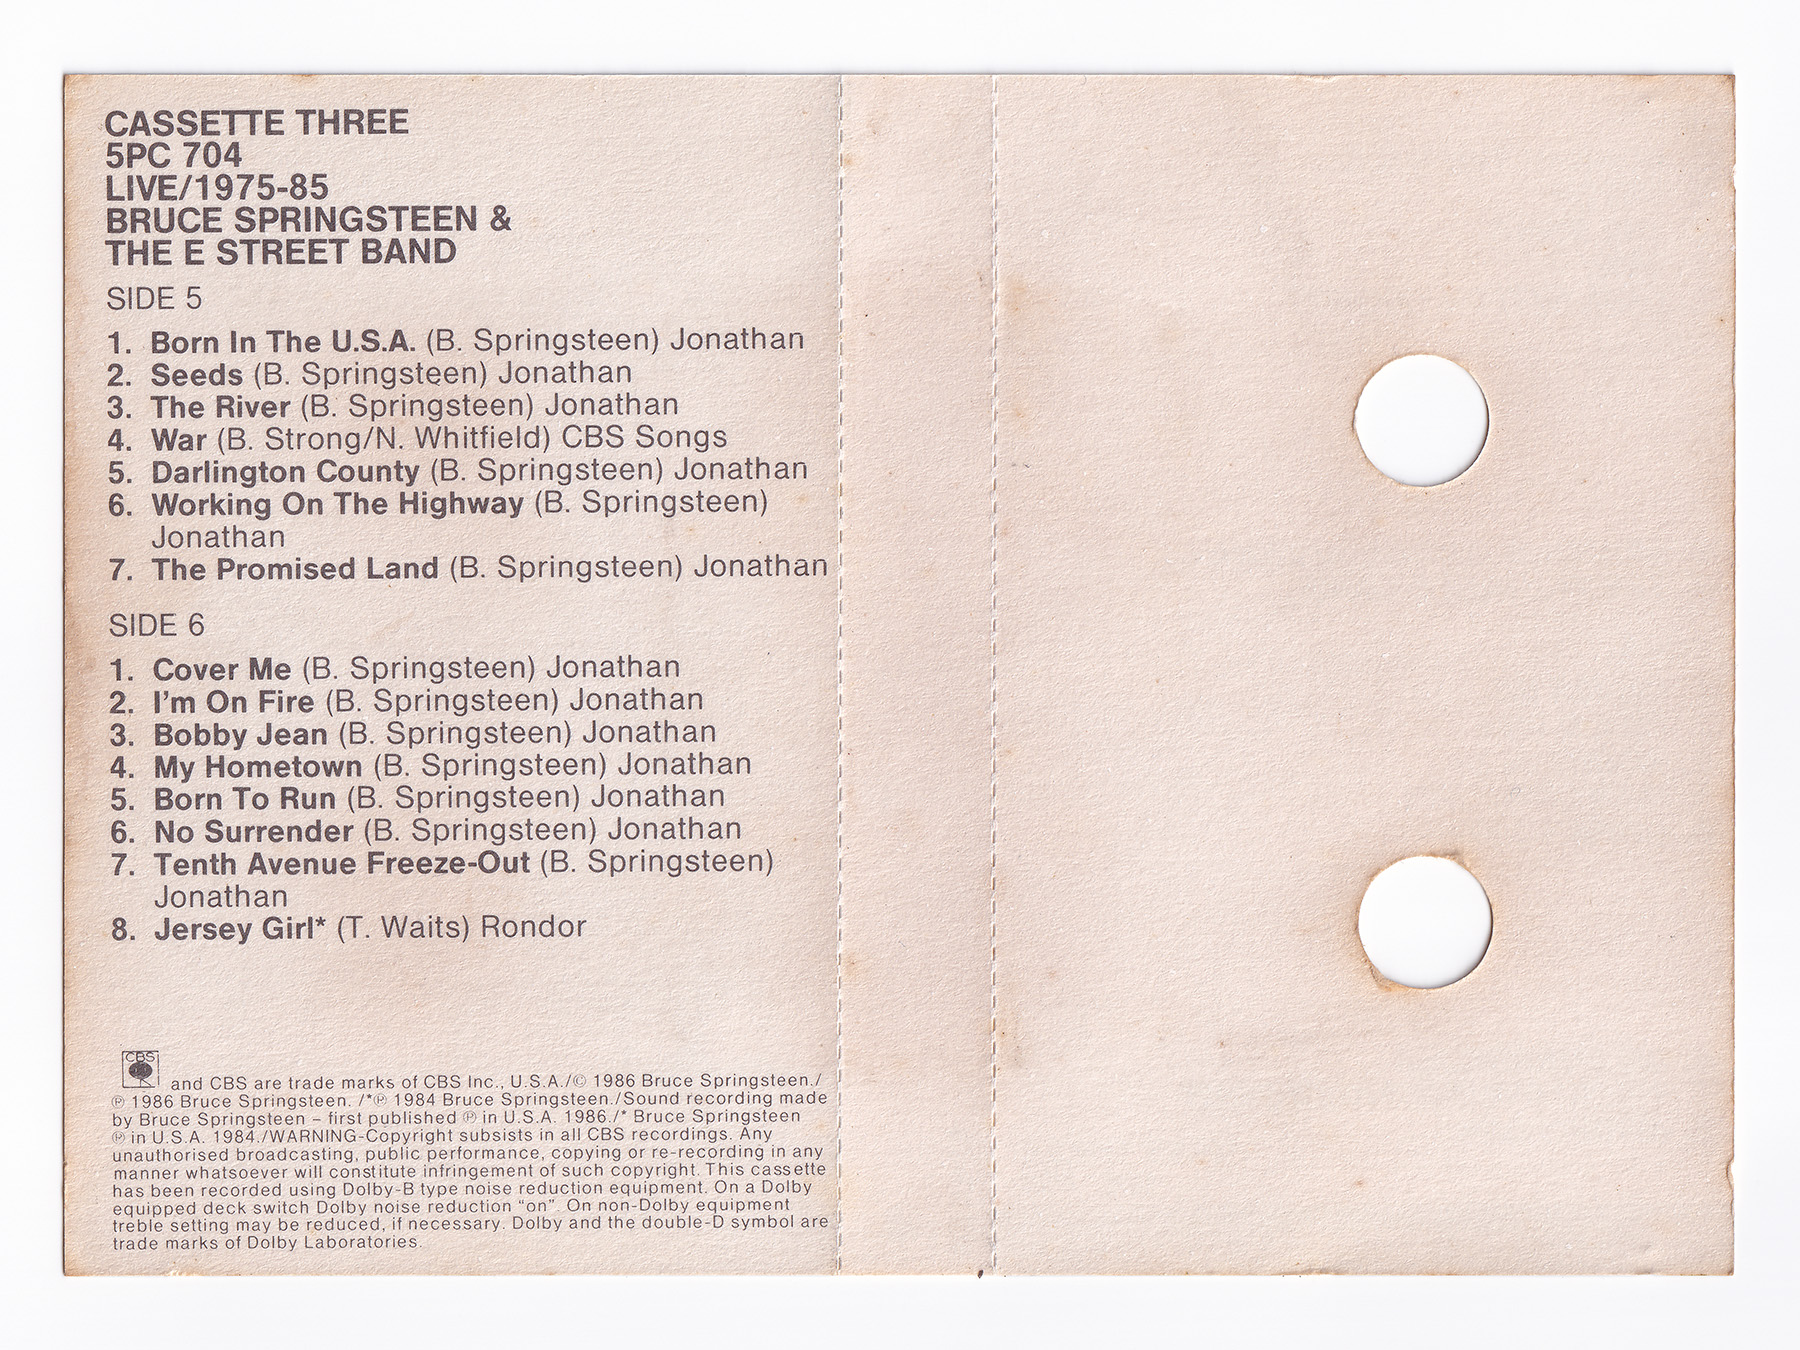 CASSETTE THREE
5PC 704
LIVE/1975-85
BRUCE SPRINGSTEEN &
THE E STREET BAND
SIDE 5
1. Born In The U.S.A. (B. Springsteen) Jonathan
2. Seeds (B. Springsteen) Jonathan
3. The River (B. Springsteen) Jonathan
4. War (B. Strong/N. Whitfield) CBS Songs
5. Darlington County (B. Springsteen) Jonathan
6. Working On The Highway (B. Springsteen)
Jonathan
7. The Promised Land (B. Springsteen) Jonathan
SIDE 6
1. Cover Me (B. Springsteen) Jonathan
2. I'm On Fire (B. Springsteen) Jonathan
3. Bobby Jean (B. Springsteen) Jonathan
4. My Hometown (B. Springsteen) Jonathan
5. Born To Run (B. Springsteen) Jonathan
6. No Surrender (B. Springsteen) Jonathan
7. Tenth Avenue Freeze-Out (B. Springsteen)
Jonathan
8. Jersey Girl* (T. Waits) Rondor
CBS
and CBS are trade marks of CBS Inc., U.S.A./© 1986 Bruce Springsteen./
℗ 1986 Bruce Springsteen. /*℗ 1984 Bruce Springsteen./Sound recording made
by Bruce Springsteen – first published ℗ in U.S.A. 1986./* Bruce Springsteen
℗ in U.S.A. 1984./WARNING-Copyright subsists in all CBS recordings. Any
unauthorised broadcasting, public performance, copying or re-recording in any
manner whatsoever will constitute infringement of such copyright. This cassette
has been recorded using Dolby-B type noise reduction equipment. On a Dolby
equipped deck switch Dolby noise reduction "on". On non-Dolby equipment
treble setting may be reduced, if necessary. Dolby and the double-D symbol are
trade marks of Dolby Laboratories.